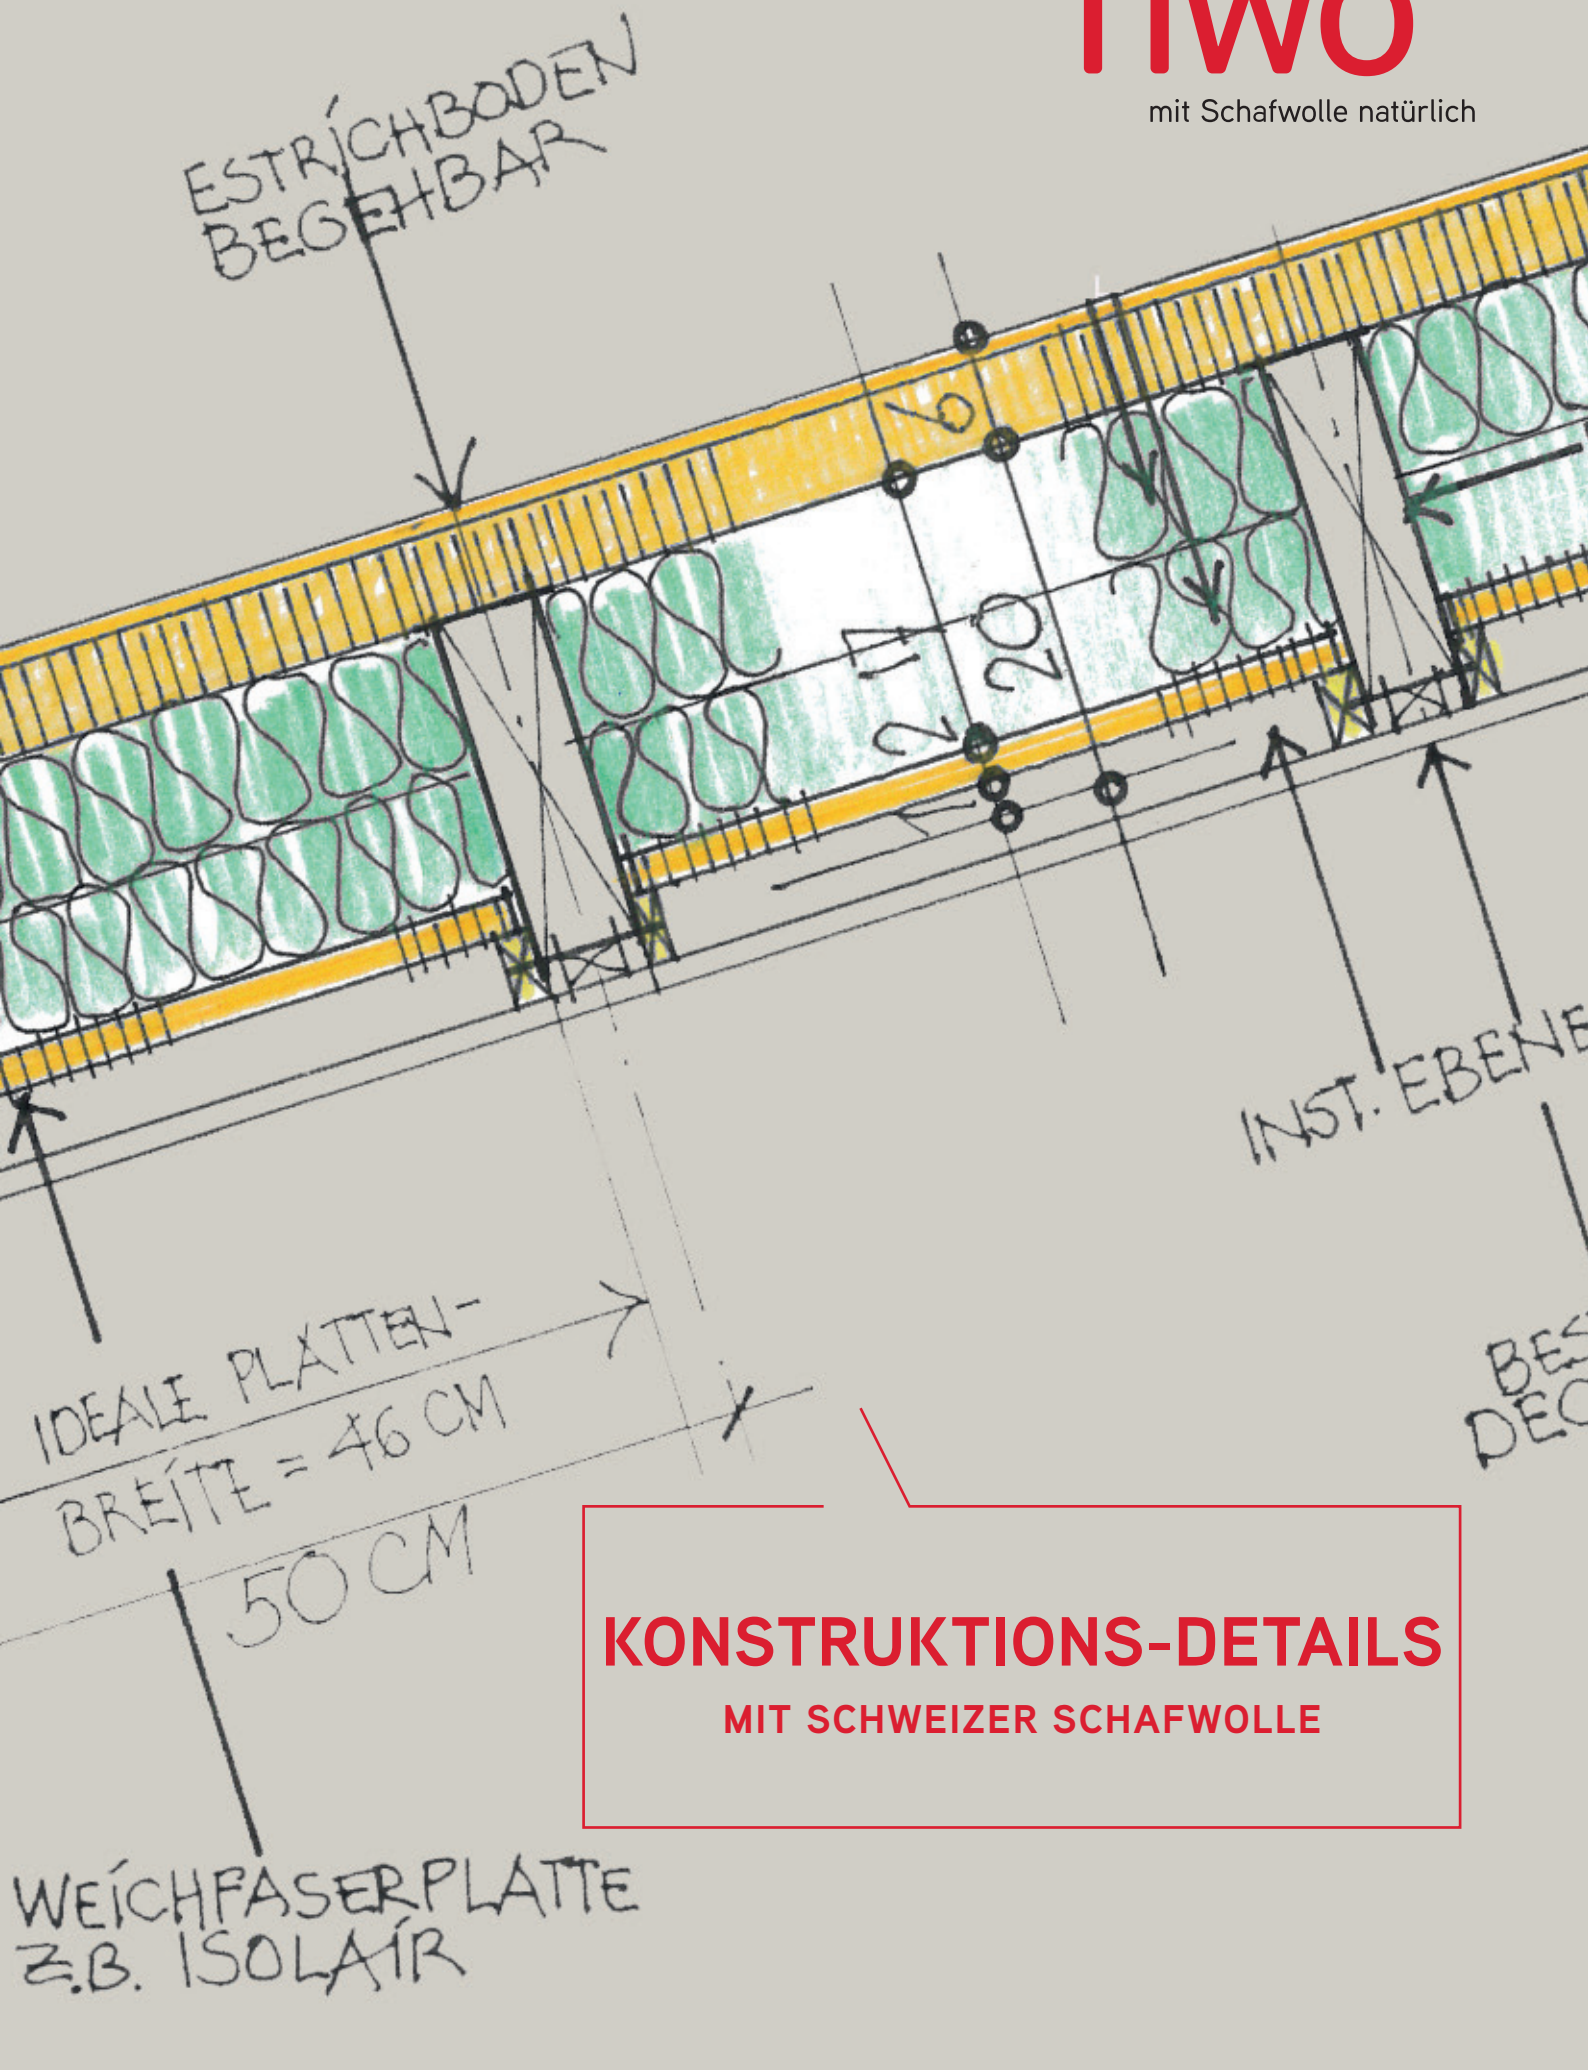 mit Schafwolle natürlich
ESTRICHBODEN
BEGEHBAR
6
17
20
2
INST. EBENE
IDEALE PLATTEN-
BREITE = 46 CM
50 CM
KONSTRUKTIONS-DETAILS
MIT SCHWEIZER SCHAFWOLLE
WEICHFASERPLATTE
Z.B. ISOLAIR